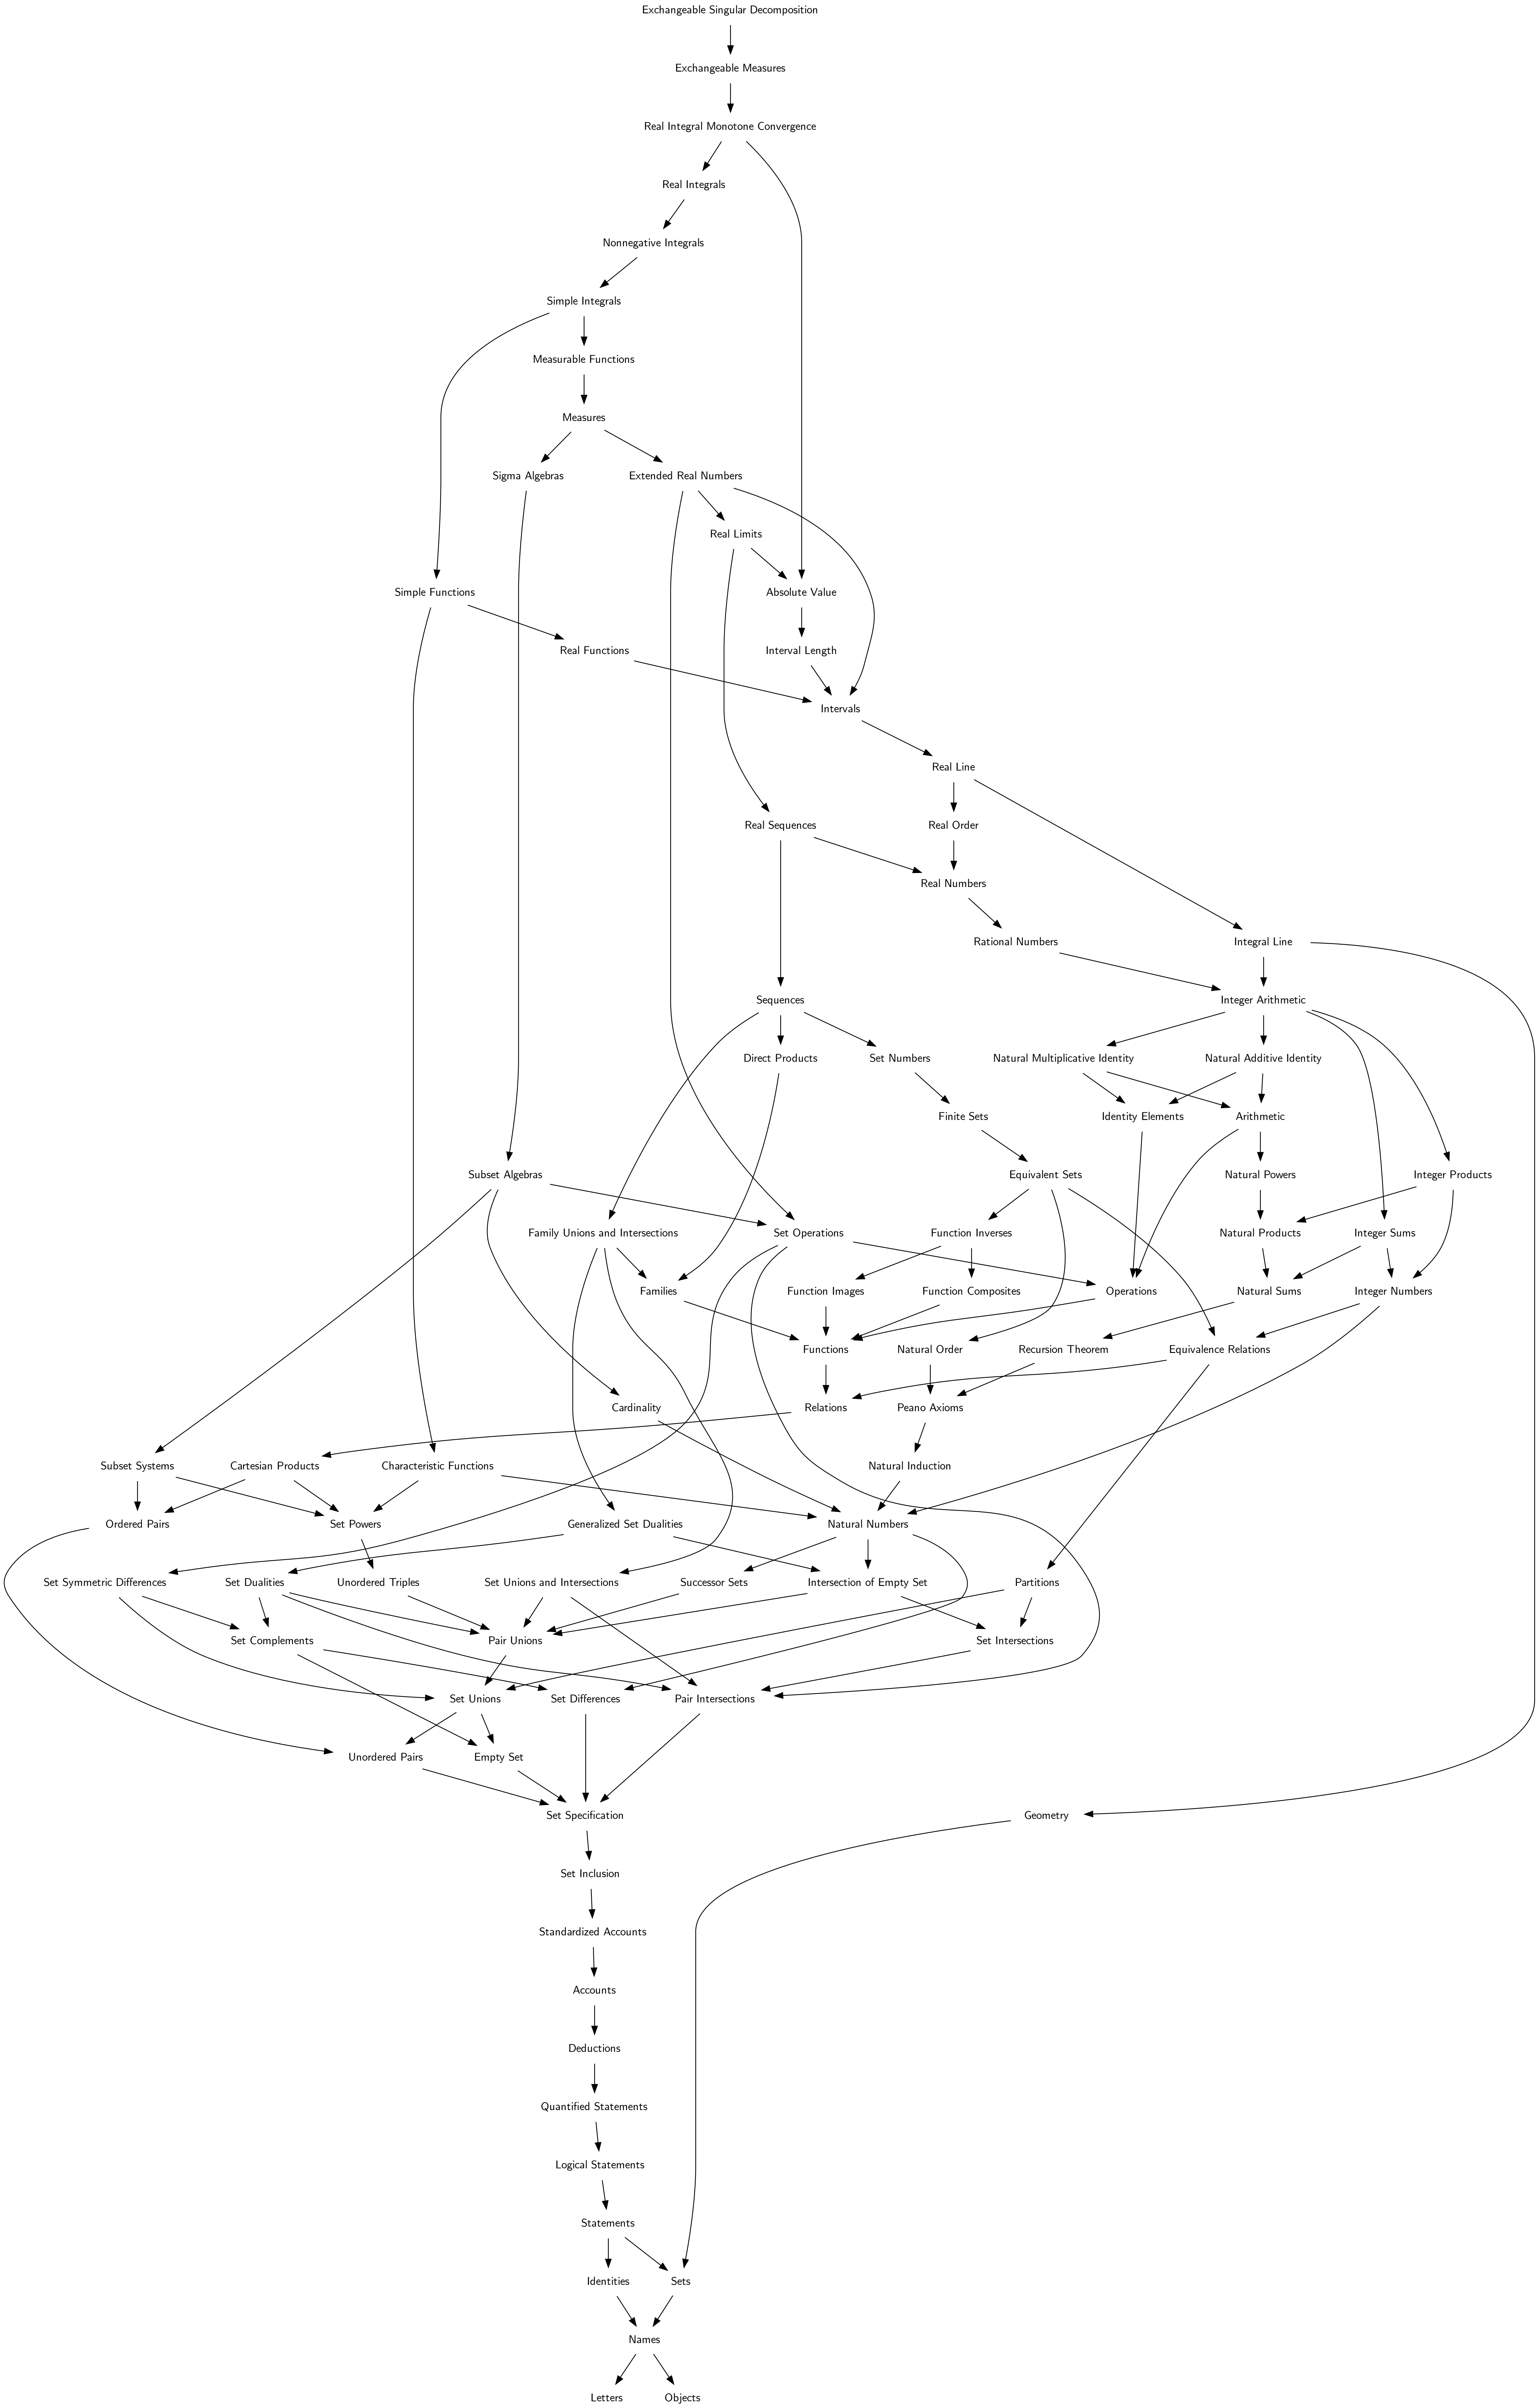 Exchangeable Singular Decomposition
Exchangeable Measures
Real Integral Monotone Convergence
Real Integrals
Nonnegative Integrals
Simple Integrals
Measurable Functions
Measures
Sigma Algebras
Extended Real Numbers
Real Limits
Simple Functions
Absolute Value
Real Functions
Interval Length
Intervals
Real Line
Real Sequences
Real Order
Real Numbers
Rational Numbers
Integral Line
Sequences
Integer Arithmetic
Direct Products
Set Numbers
Natural Multiplicative Identity
Natural Additive Identity
Finite Sets
Identity Elements
Arithmetic
Subset Algebras
Equivalent Sets
Natural Powers
Integer Products
Family Unions and Intersections
Set Operations
Function Inverses
Natural Products
Integer Sums
Families
Function Images
Function Composites
Operations
Natural Sums
Integer Numbers
Functions
Natural Order
Recursion Theorem
Equivalence Relations
Cardinality
Relations
Peano Axioms
Subset Systems
Cartesian Products
Characteristic Functions
Natural Induction
Ordered Pairs
Set Powers
Generalized Set Dualities
Natural Numbers
Set Symmetric Differences
Set Dualities
Unordered Triples
Set Unions and Intersections
Successor Sets
Intersection of Empty Set
Partitions
Set Complements
Pair Unions
Set Intersections
Set Unions
Set Differences
Pair Intersections
Unordered Pairs
Empty Set
Set Specification
Geometry
Set Inclusion
Standardized Accounts
Accounts
Deductions
Quantified Statements
Logical Statements
Statements
Identities
Sets
Names
Letters
Objects